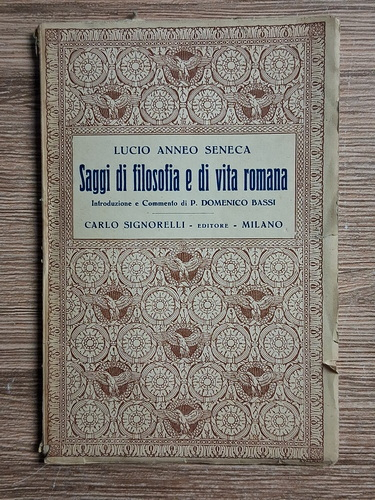 LUCIO ANNEO SENECA
Saggi di filosofia e di vita romana
Introduzione e Commento di P. DOMENICO BASSI
CARLO SIGNORELLI - EDITORE - MILANO